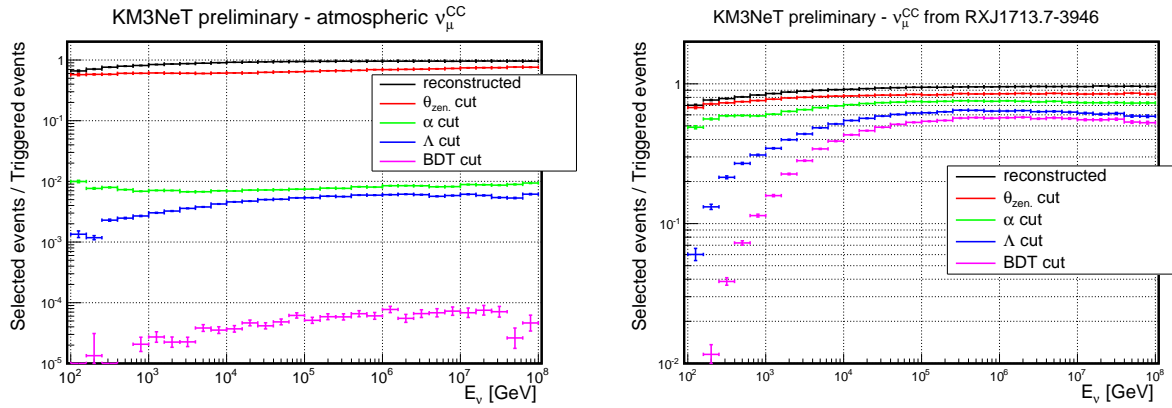 KM3NeT preliminary - atmospheric ν_μ^CC
Selected events / Triggered events
1
10^-1
10^-2
10^-3
10^-4
10^-5
reconstructed
θ_zen. cut
α cut
Λ cut
BDT cut
10^2
10^3
10^4
10^5
10^6
10^7
10^8
E_ν [GeV]
KM3NeT preliminary - ν_μ^CC from RXJ1713.7-3946
Selected events / Triggered events
1
10^-1
10^-2
reconstructed
θ_zen. cut
α cut
Λ cut
BDT cut
10^2
10^3
10^4
10^5
10^6
10^7
10^8
E_ν [GeV]